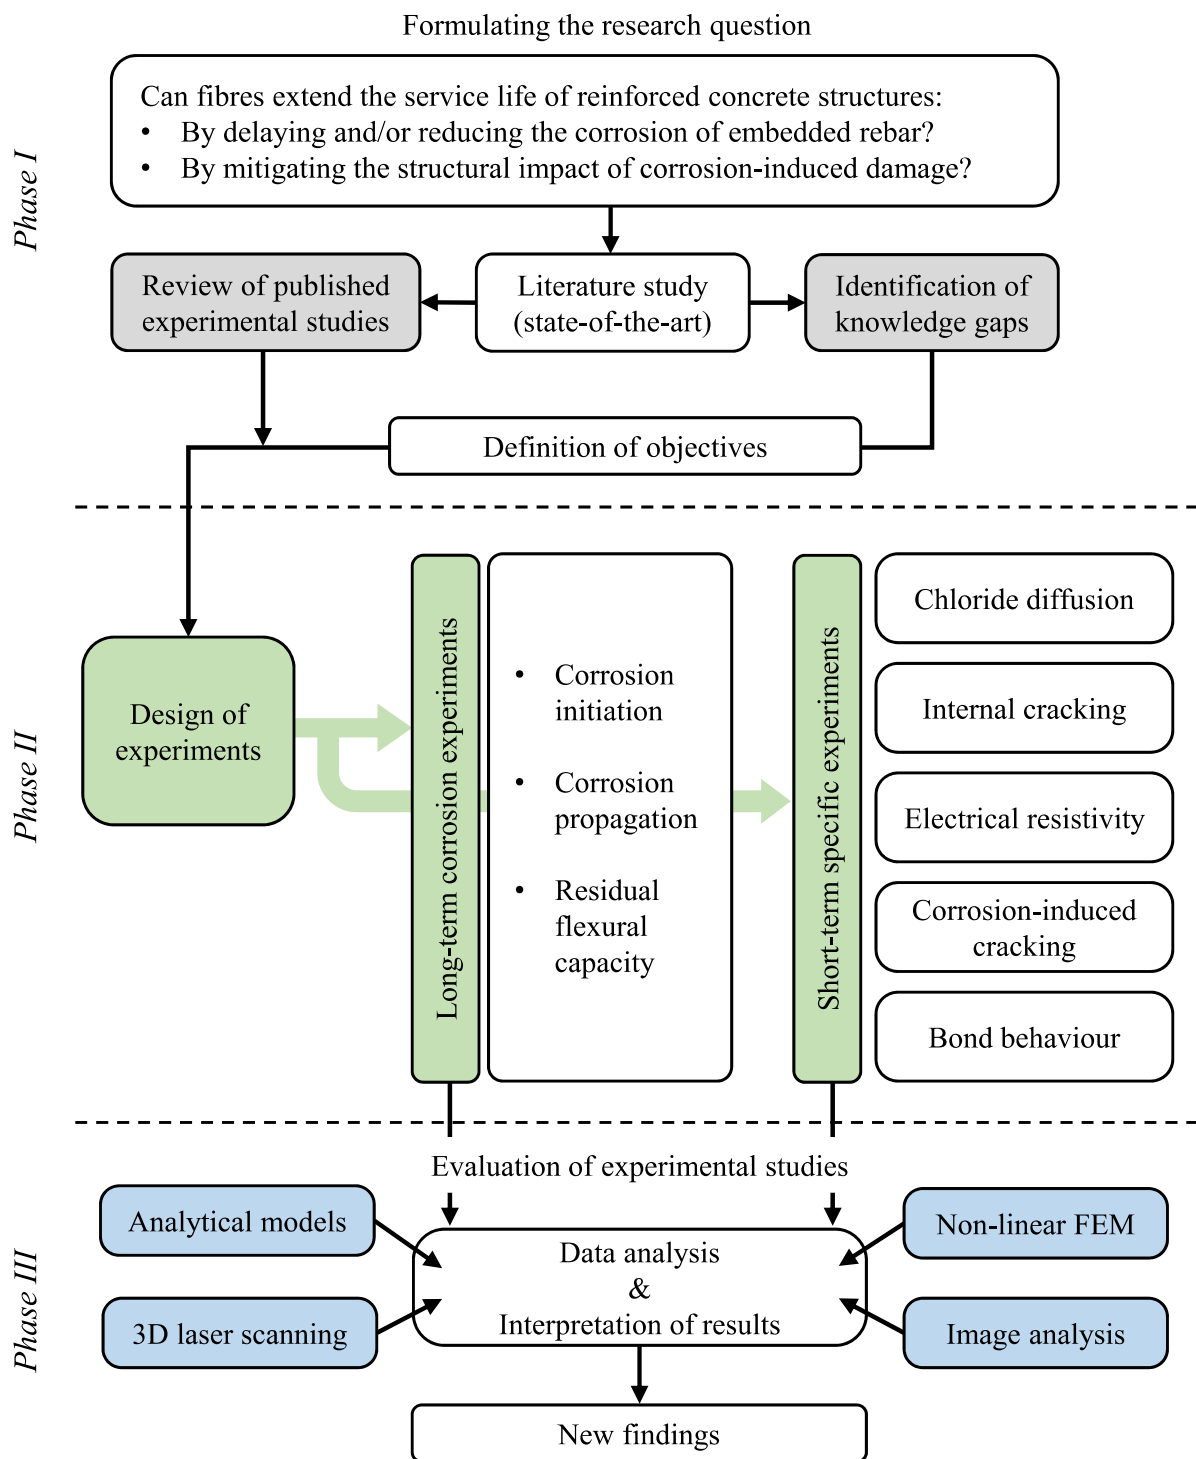 Formulating the research question
Phase I
Can fibres extend the service life of reinforced concrete structures:
• By delaying and/or reducing the corrosion of embedded rebar?
• By mitigating the structural impact of corrosion-induced damage?
Review of published
experimental studies
Literature study
(state-of-the-art)
Identification of
knowledge gaps
Definition of objectives
Phase II
Design of
experiments
Long-term corrosion experiments
• Corrosion
initiation
• Corrosion
propagation
• Residual
flexural
capacity
Short-term specific experiments
Chloride diffusion
Internal cracking
Electrical resistivity
Corrosion-induced
cracking
Bond behaviour
Phase III
Evaluation of experimental studies
Analytical models
3D laser scanning
Data analysis
&
Interpretation of results
Non-linear FEM
Image analysis
New findings